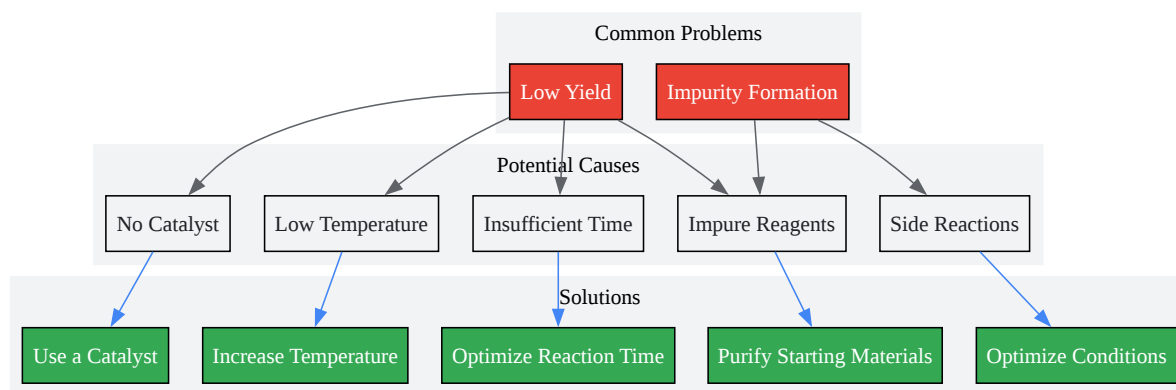 Common Problems
Low Yield
Impurity Formation
Potential Causes
No Catalyst
Low Temperature
Insufficient Time
Impure Reagents
Side Reactions
Solutions
Use a Catalyst
Increase Temperature
Optimize Reaction Time
Purify Starting Materials
Optimize Conditions